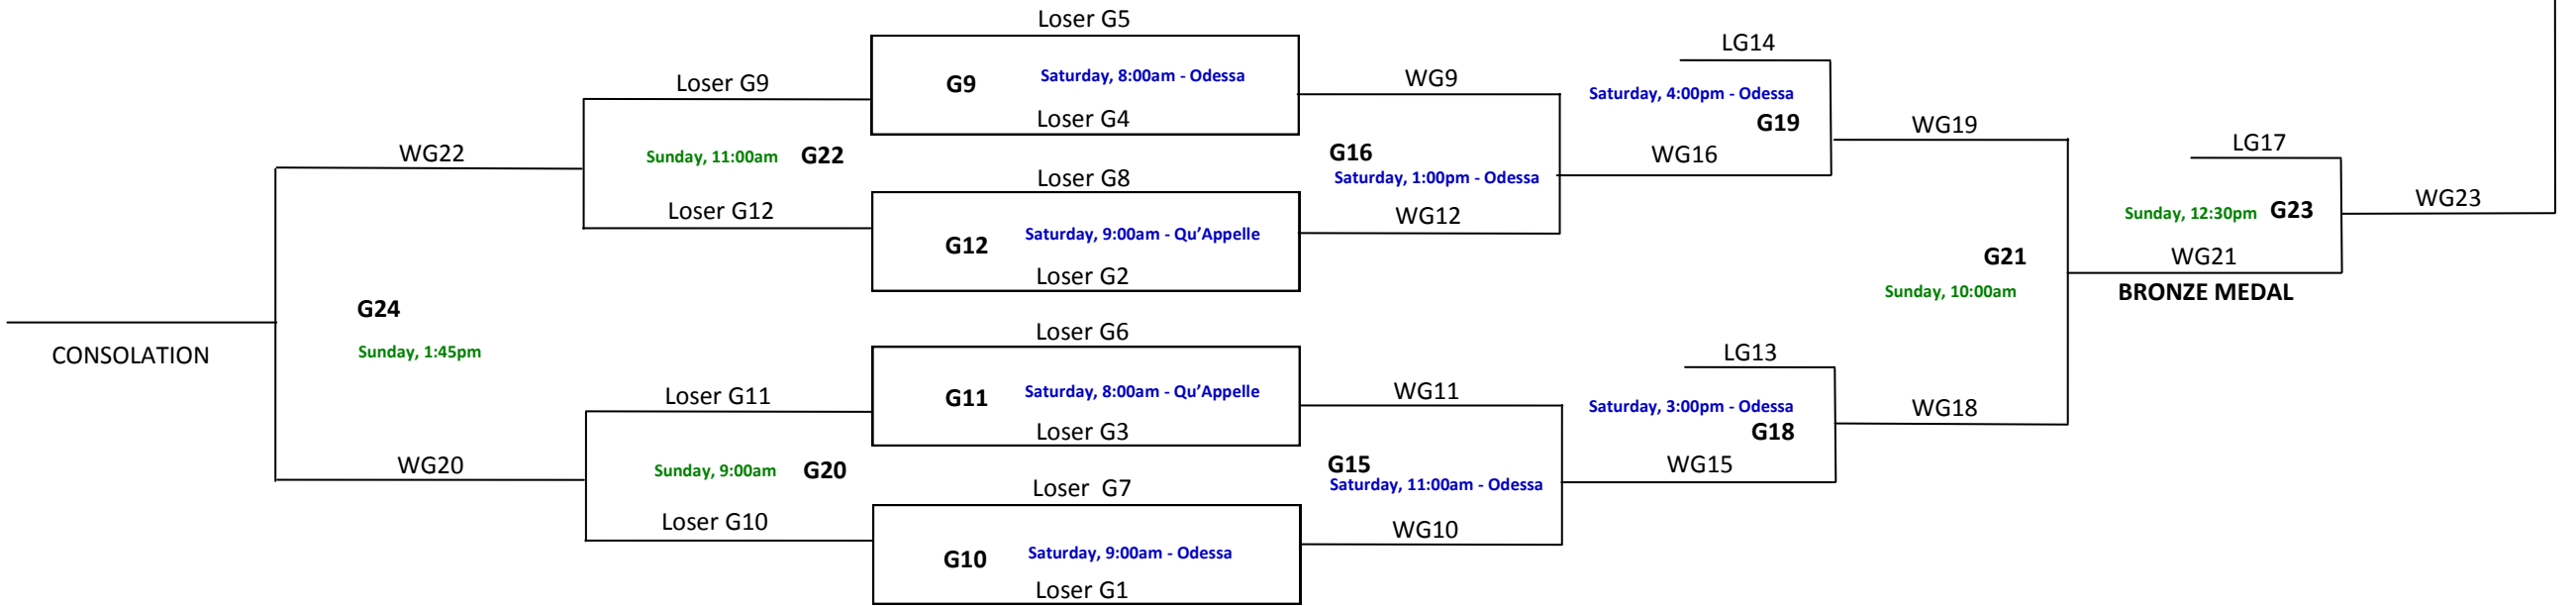 Loser G5
LG14
Loser G9
G9
Saturday, 8:00am - Odessa
WG9
Saturday, 4:00pm - Odessa
Loser G4
G19
WG19
WG22
Sunday, 11:00am
G22
G16
WG16
LG17
Loser G8
Saturday, 1:00pm - Odessa
Loser G12
WG12
Sunday, 12:30pm
G23
WG23
G12
Saturday, 9:00am - Qu’Appelle
Loser G2
G21
WG21
Sunday, 10:00am
BRONZE MEDAL
G24
Loser G6
CONSOLATION
Sunday, 1:45pm
LG13
Loser G11
G11
Saturday, 8:00am - Qu’Appelle
WG11
Saturday, 3:00pm - Odessa
WG18
Loser G3
G18
WG20
Sunday, 9:00am
G20
G15
WG15
Loser G7
Saturday, 11:00am - Odessa
Loser G10
WG10
G10
Saturday, 9:00am - Odessa
Loser G1